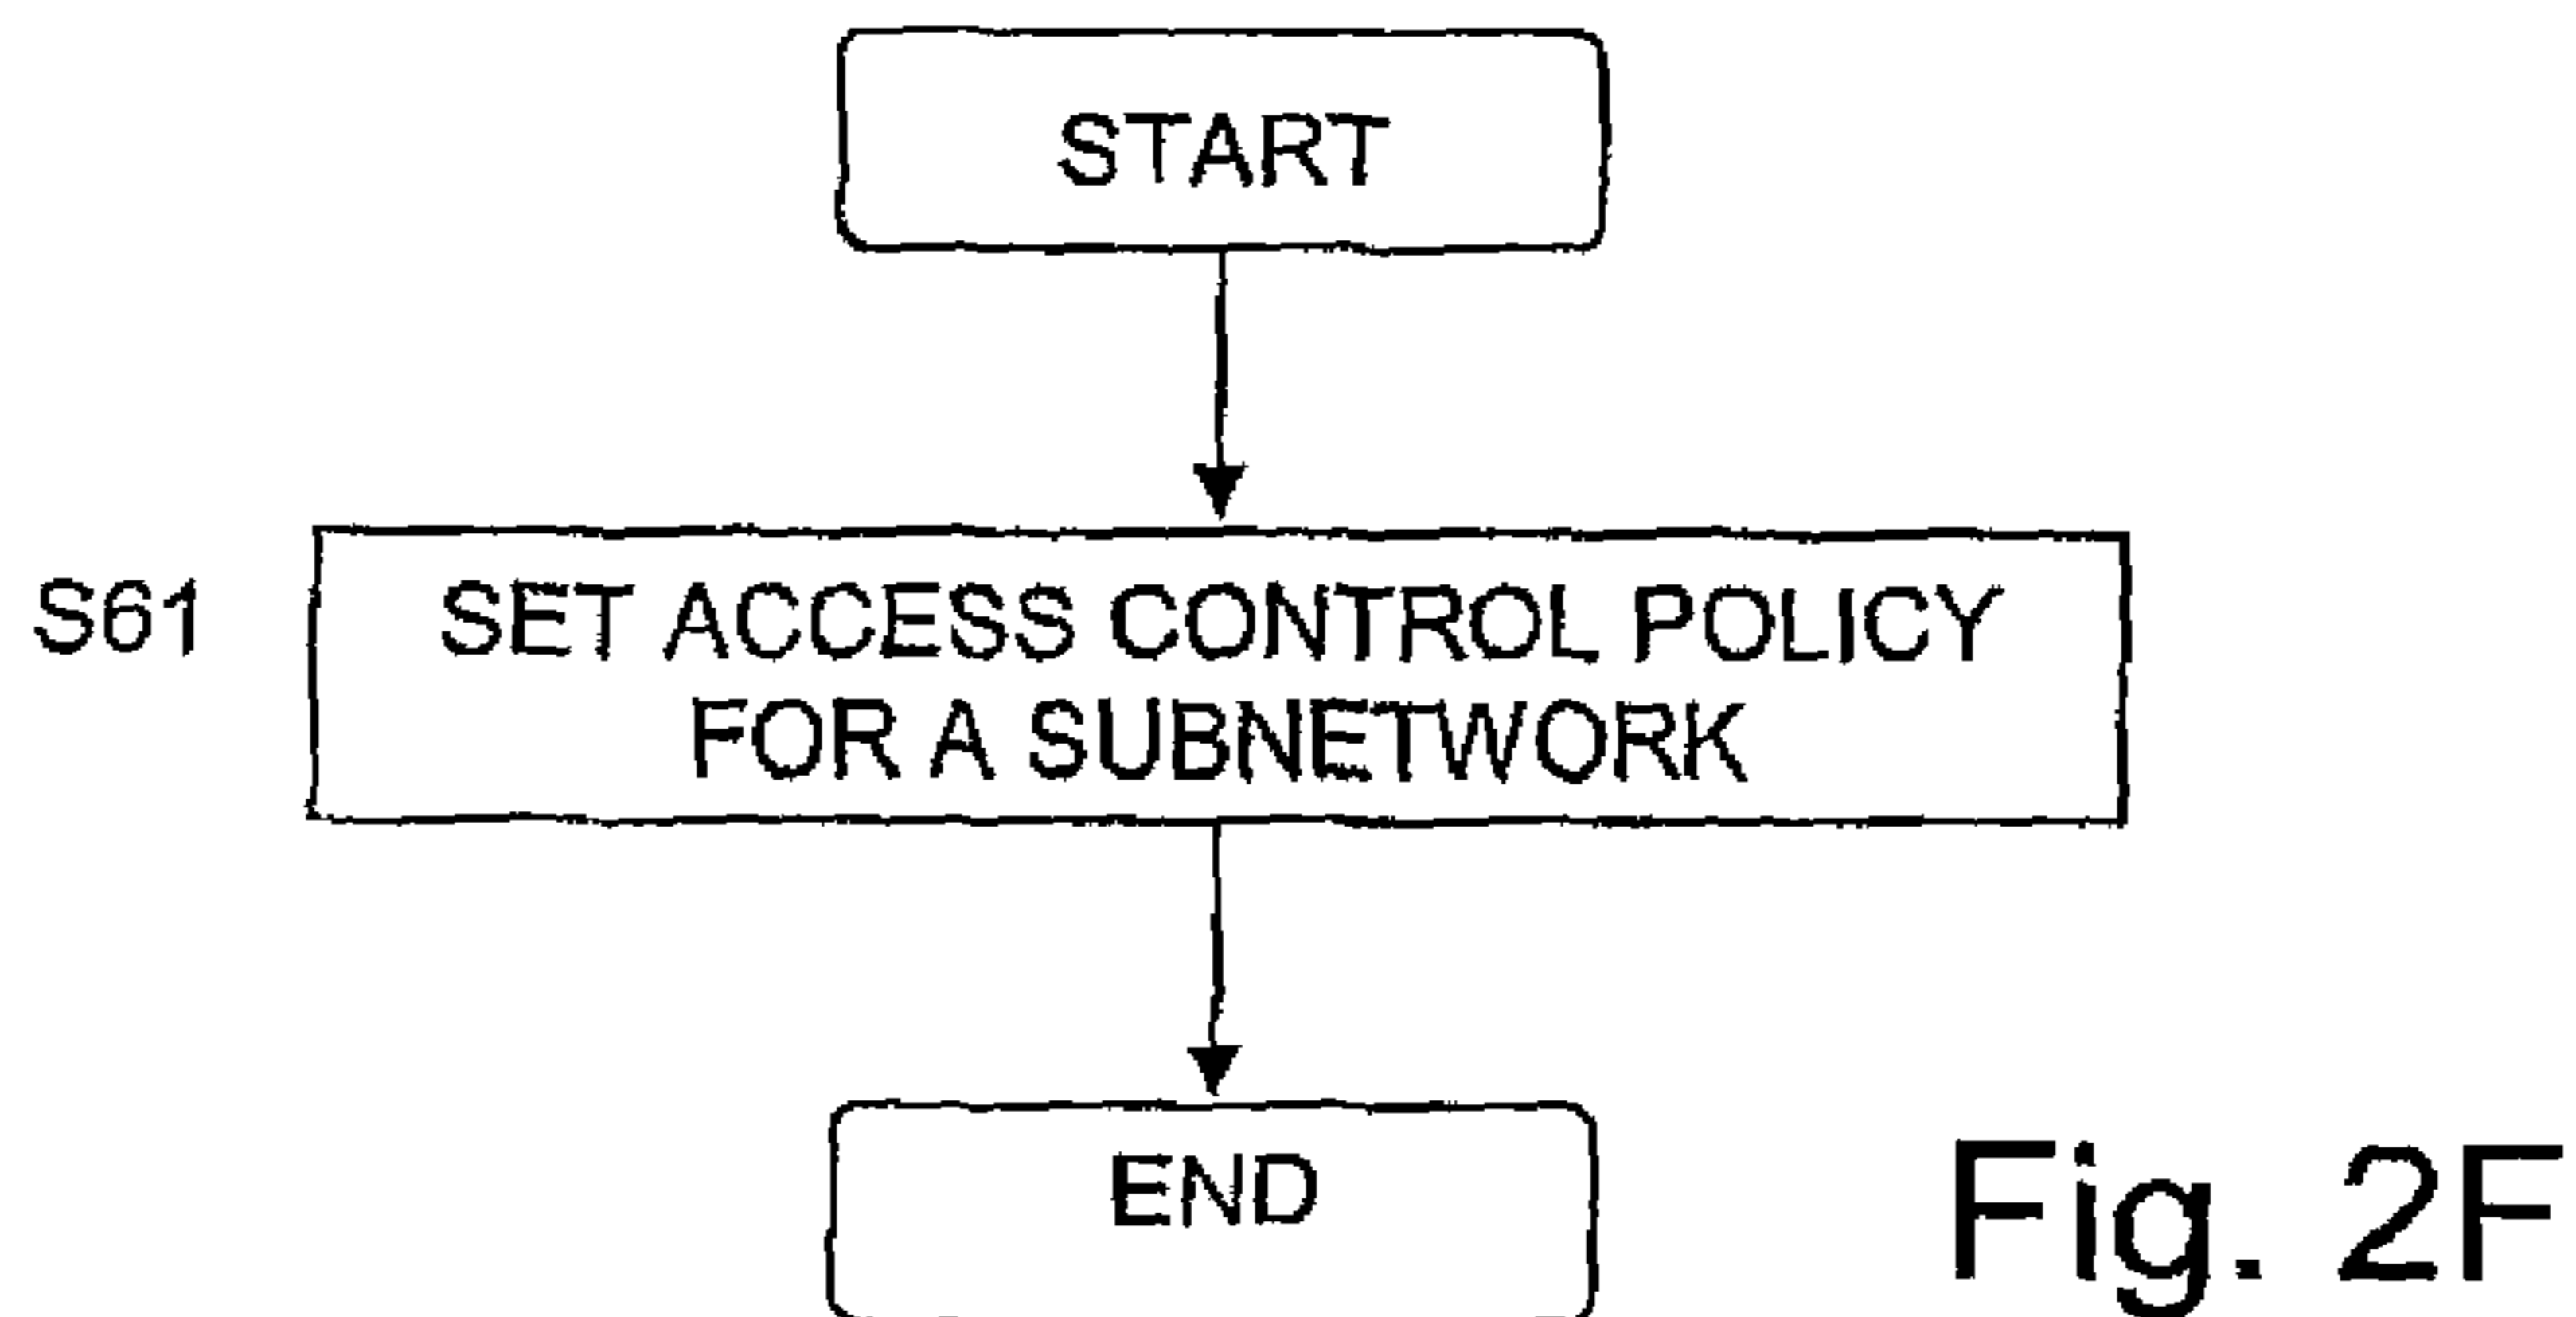 START
S61
SET ACCESS CONTROL POLICY
FOR A SUBNETWORK
END
Fig. 2F